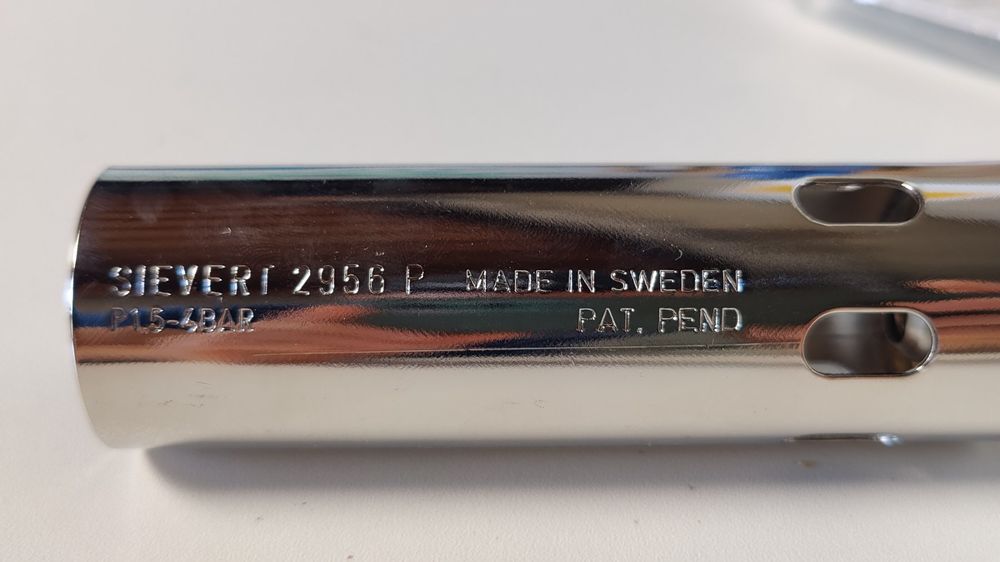 SIEVERT 2956 P MADE IN SWEDEN
P1.5-4BAR PAT. PEND